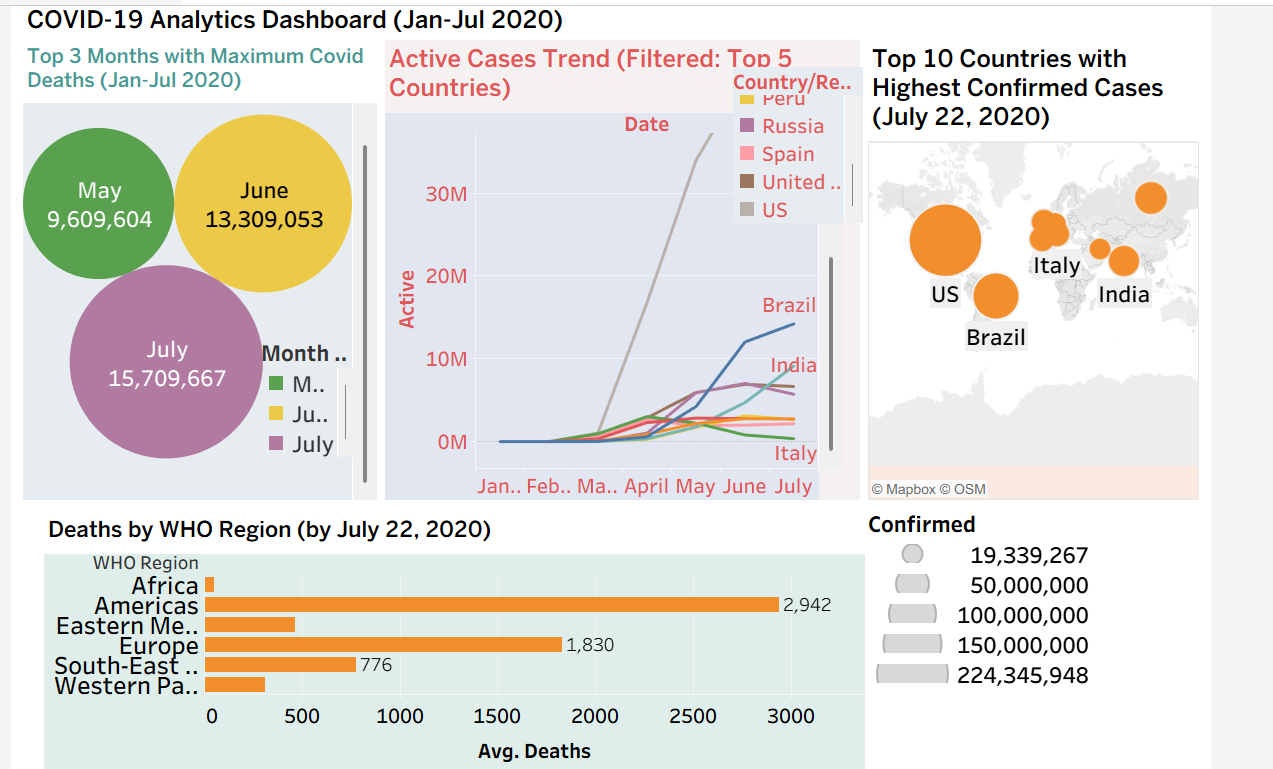 COVID-19 Analytics Dashboard (Jan-Jul 2020)
Top 3 Months with Maximum Covid
Deaths (Jan-Jul 2020)
May
9,609,604
June
13,309,053
July
15,709,667
Month ..
M..
Ju..
July
Active Cases Trend (Filtered: Top 5
Countries)
Country/Re..
Peru
Russia
Spain
United ..
US
Date
Active
30M
20M
10M
0M
Brazil
India
Italy
Jan.. Feb.. Ma.. April May June July
Top 10 Countries with
Highest Confirmed Cases
(July 22, 2020)
US
Brazil
Italy
India
© Mapbox © OSM
Confirmed
19,339,267
50,000,000
100,000,000
150,000,000
224,345,948
Deaths by WHO Region (by July 22, 2020)
WHO Region
Africa
Americas 2,942
Eastern Me..
Europe 1,830
South-East .. 776
Western Pa..
0 500 1000 1500 2000 2500 3000
Avg. Deaths